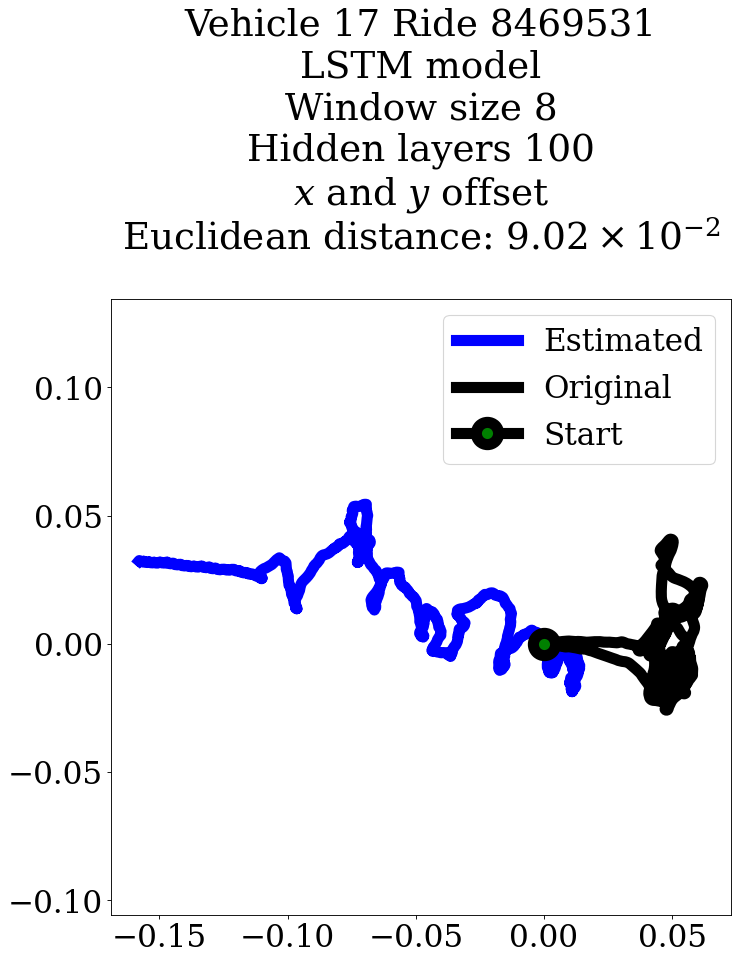 Vehicle 17 Ride 8469531
LSTM model
Window size 8
Hidden layers 100
x and y offset
Euclidean distance: 9.02 × 10⁻²
Estimated
Original
Start
0.10
0.05
0.00
−0.05
−0.10
−0.15 −0.10 −0.05 0.00 0.05